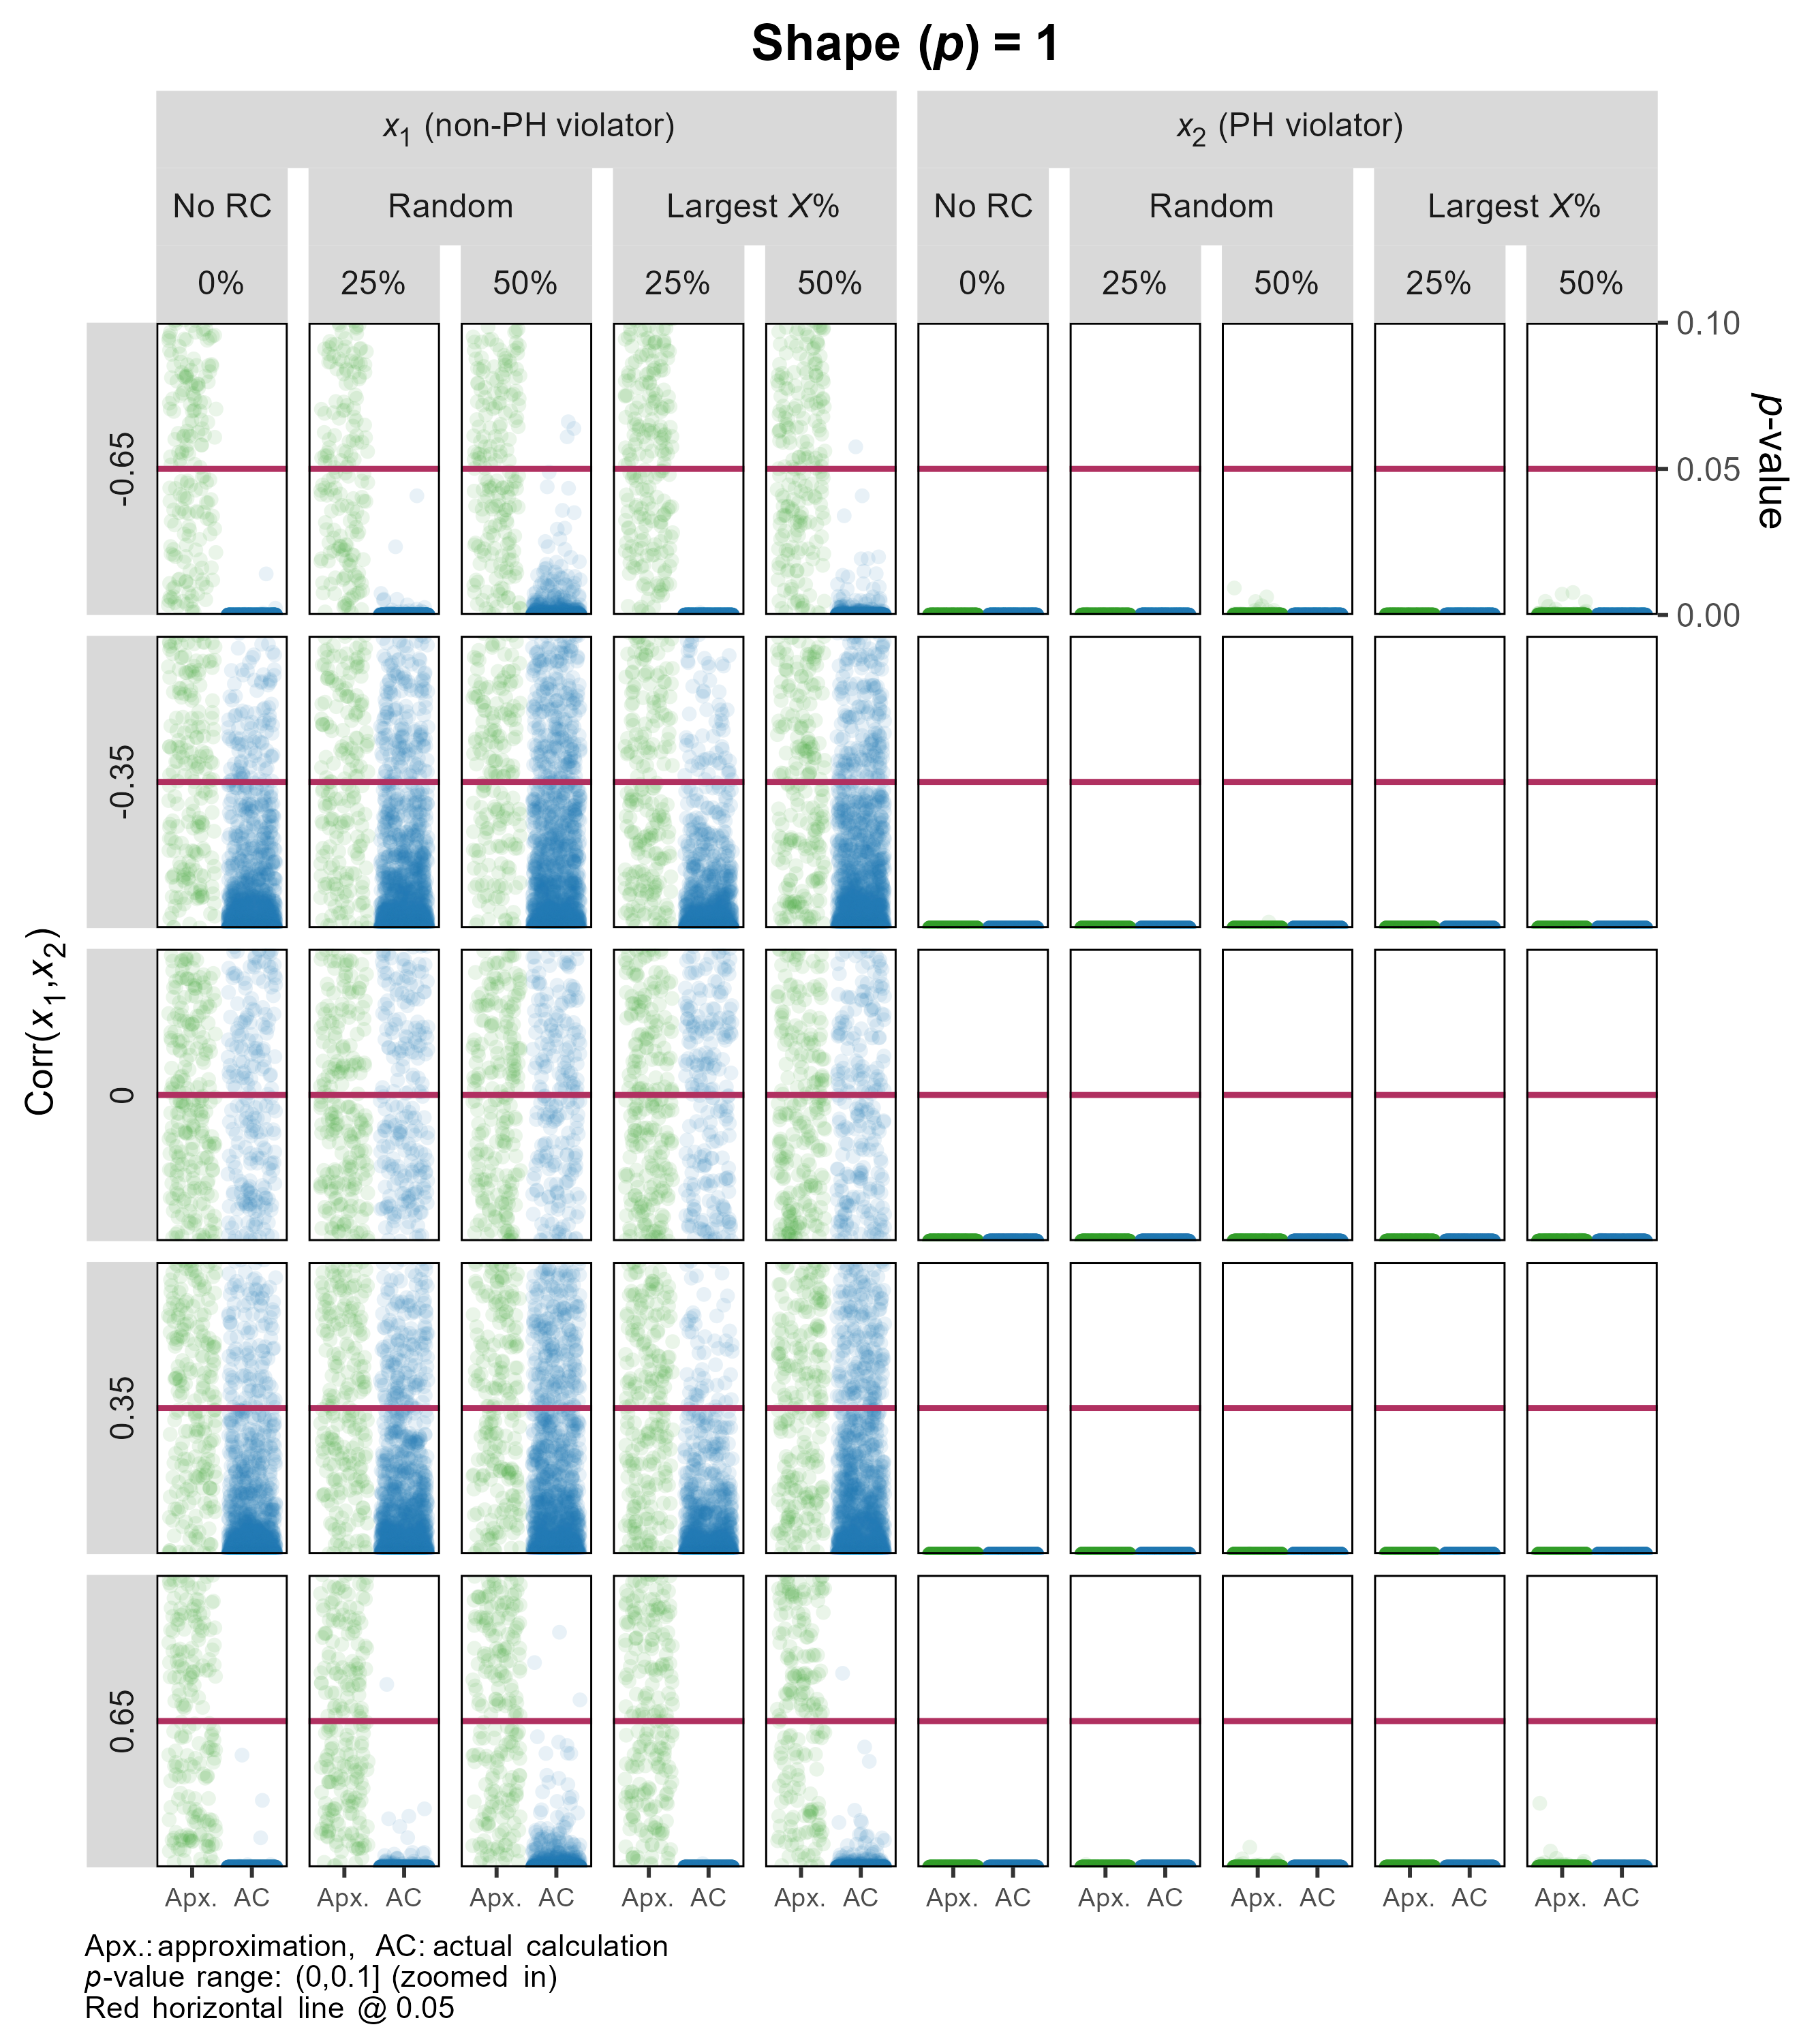 Shape (p) = 1
x1 (non-PH violator) x2 (PH violator)
No RC Random Largest X% No RC Random Largest X%
0% 25% 50% 25% 50% 0% 25% 50% 25% 50%
0.10
0.05
0.00
p-value
-0.65
-0.35
0
0.35
0.65
Corr(x1,x2)
Apx. AC Apx. AC Apx. AC Apx. AC Apx. AC Apx. AC Apx. AC Apx. AC Apx. AC Apx. AC
Apx.: approximation, AC: actual calculation
p-value range: (0,0.1] (zoomed in)
Red horizontal line @ 0.05